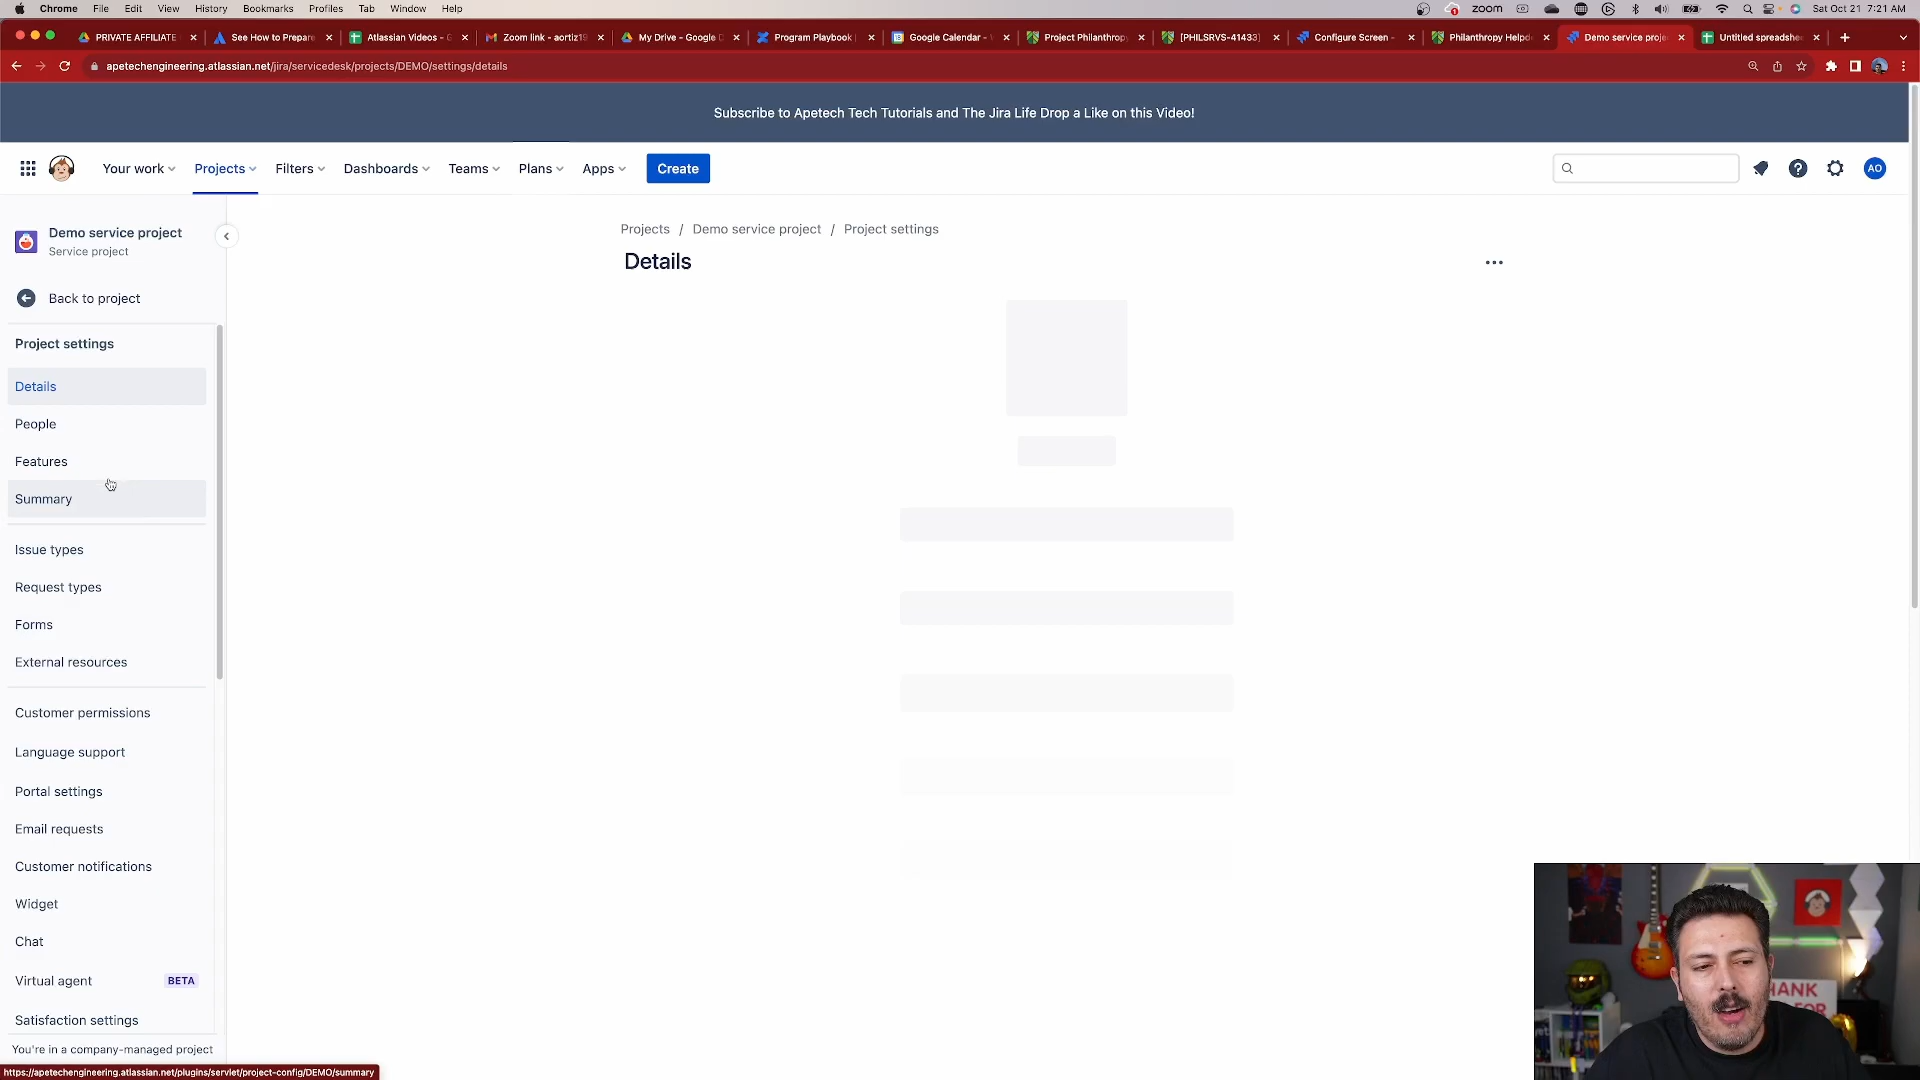 Chrome File Edit View History Bookmarks Profiles Tab Window Help
zoom
Sat Oct 21 7:21 AM
PRIVATE AFFILIATE
See How to Prepare
Atlassian Videos - G
Zoom link - aortiz19
My Drive - Google D
Program Playbook
Google Calendar -
Project Philanthropy
[PHILSRVS-41433]
Configure Screen -
Philanthropy Helpd
Demo service proje
Untitled spreadshe
apetechengineering.atlassian.net/jira/servicedesk/projects/DEMO/settings/details
Subscribe to Apetech Tech Tutorials and The Jira Life Drop a Like on this Video!
Your work Projects Filters Dashboards Teams Plans Apps Create
AO
Demo service project
Service project
Back to project
Project settings
Details
People
Features
Summary
Issue types
Request types
Forms
External resources
Customer permissions
Language support
Portal settings
Email requests
Customer notifications
Widget
Chat
Virtual agent BETA
Satisfaction settings
You're in a company-managed project
https://apetechengineering.atlassian.net/plugins/servlet/project-config/DEMO/summary
Projects / Demo service project / Project settings
Details